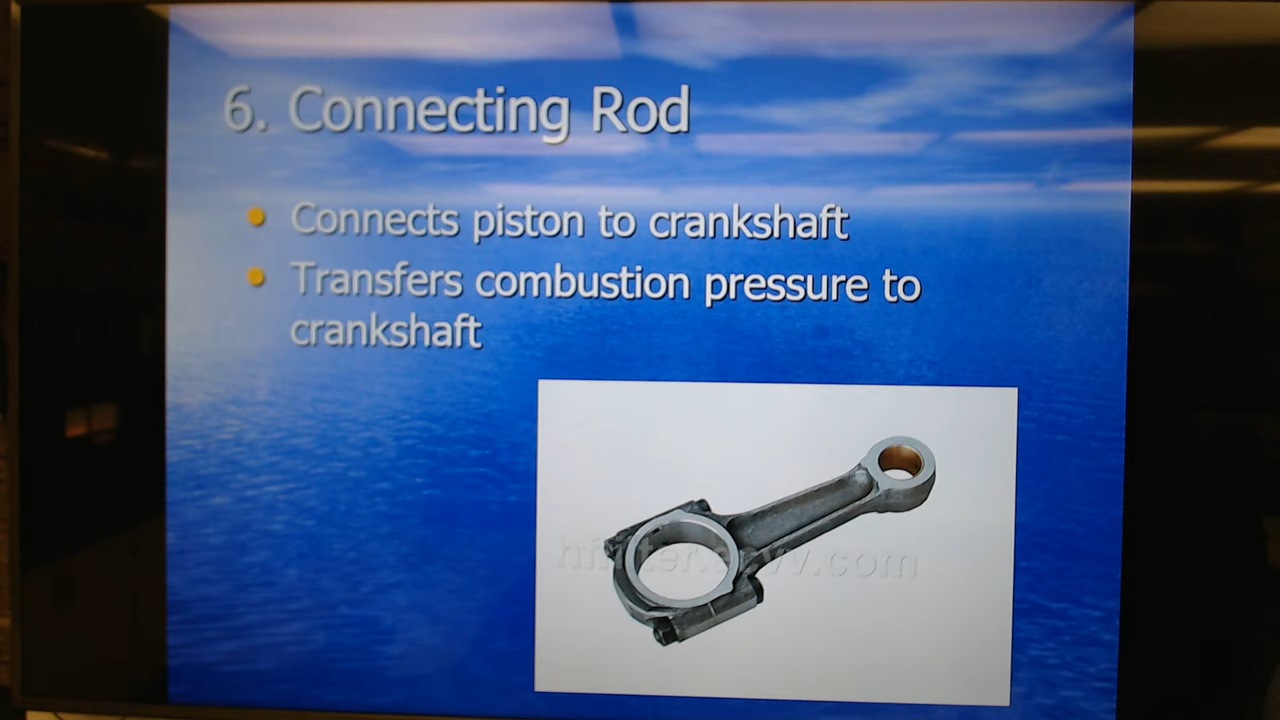 6. Connecting Rod
Connects piston to crankshaft
Transfers combustion pressure to
crankshaft